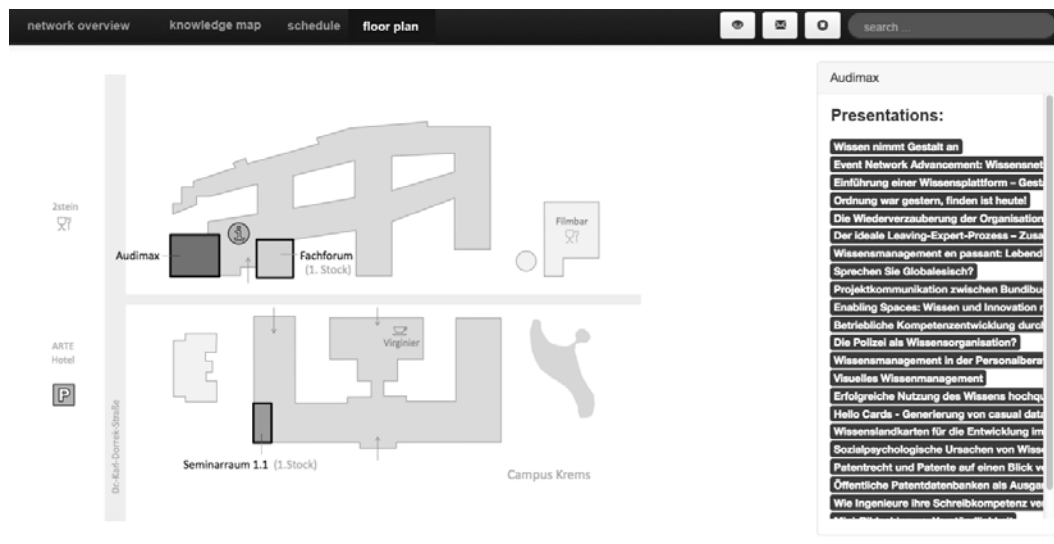 network overview
knowledge map
schedule
floor plan
search ...
2stein
Audimax
Fachforum
(1. Stock)
Filmbar
ARTE
Hotel
P
Virginier
Dr.-Karl-Dorrek-Straße
Seminarraum 1.1 (1.Stock)
Campus Krems
Audimax
Presentations:
Wissen nimmt Gestalt an
Event Network Advancement: Wissensnet
Einführung einer Wissensplattform – Gest
Ordnung war gestern, finden ist heute!
Die Wiederverzauberung der Organisation
Der ideale Leaving-Expert-Prozess – Zusa
Wissensmanagement en passant: Lebend
Sprechen Sie Globalesisch?
Projektkommunikation zwischen Bundibu
Enabling Spaces: Wissen und Innovation
Betriebliche Kompetenzentwicklung durc
Die Polizei als Wissensorganisation?
Wissensmanagement in der Personalbera
Visuelles Wissenmanagement
Erfolgreiche Nutzung des Wissens hochqu
Hello Cards - Generierung von casual data
Wissenslandkarten für die Entwicklung im
Sozialpsychologische Ursachen von Wiss
Patentrecht und Patente auf einen Blick v
Öffentliche Patentdatenbanken als Ausga
Wie Ingenieure ihre Schreibkompetenz ve